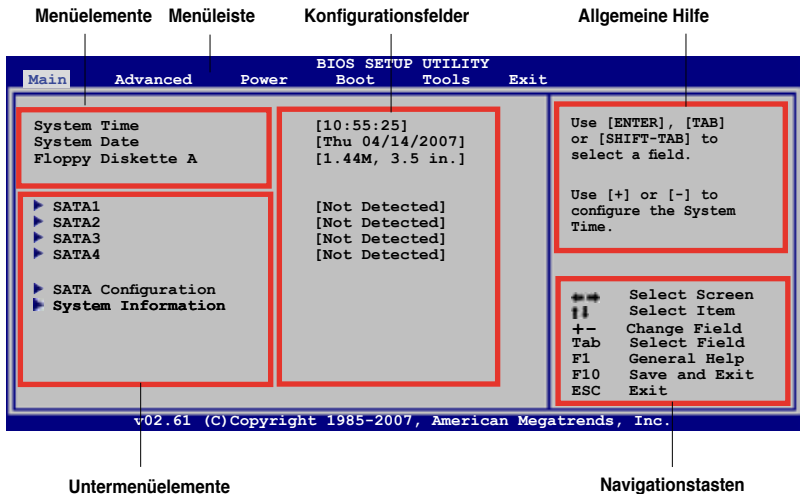 Menüelemente Menüleiste Konfigurationsfelder Allgemeine Hilfe
BIOS SETUP UTILITY
Main Advanced Power Boot Tools Exit
System Time [10:55:25]
System Date [Thu 04/14/2007]
Floppy Diskette A [1.44M, 3.5 in.]
SATA1 [Not Detected]
SATA2 [Not Detected]
SATA3 [Not Detected]
SATA4 [Not Detected]
SATA Configuration
System Information
Use [ENTER], [TAB]
or [SHIFT-TAB] to
select a field.
Use [+] or [-] to
configure the System
Time.
Select Screen
Select Item
+- Change Field
Tab Select Field
F1 General Help
F10 Save and Exit
ESC Exit
v02.61 (C)Copyright 1985-2007, American Megatrends, Inc.
Untermenüelemente Navigationstasten